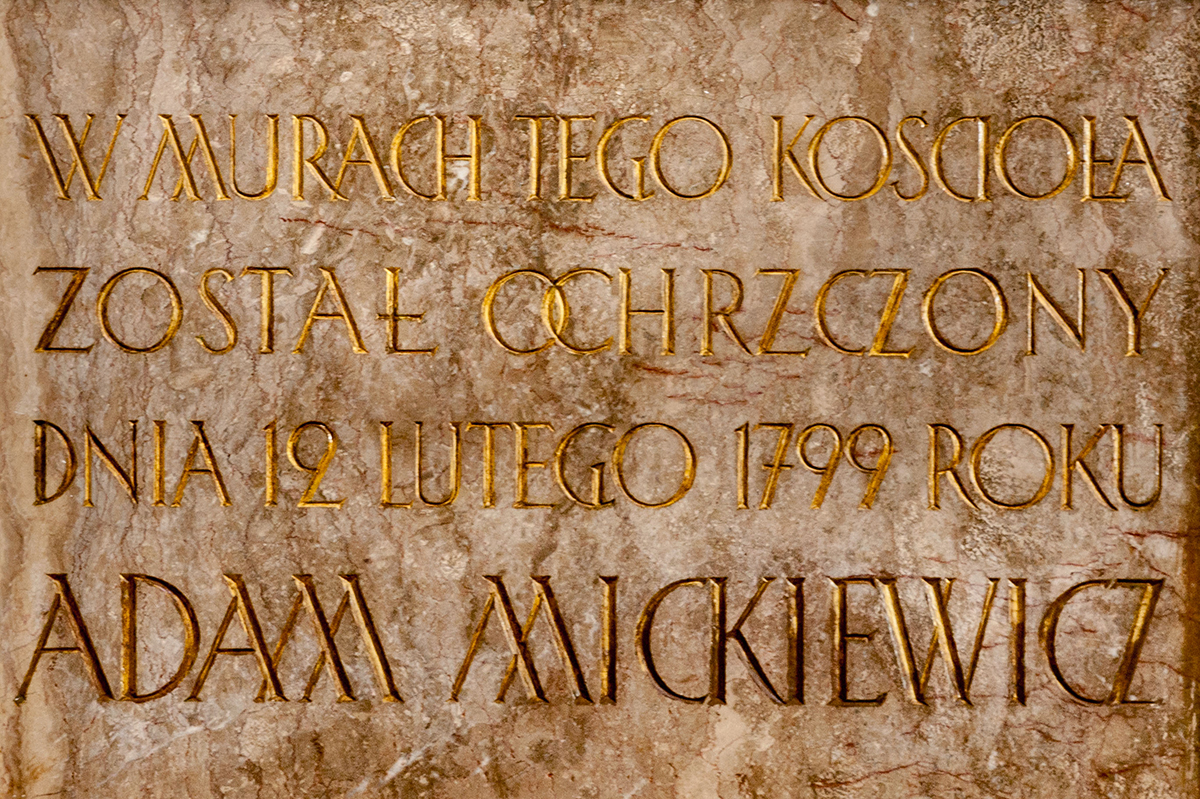 W MURACH TEGO KOSCIOŁA
ZOSTAŁ OCHRZCZONY
DNIA 12 LUTEGO 1799 ROKU
ADAM MICKIEWICZ